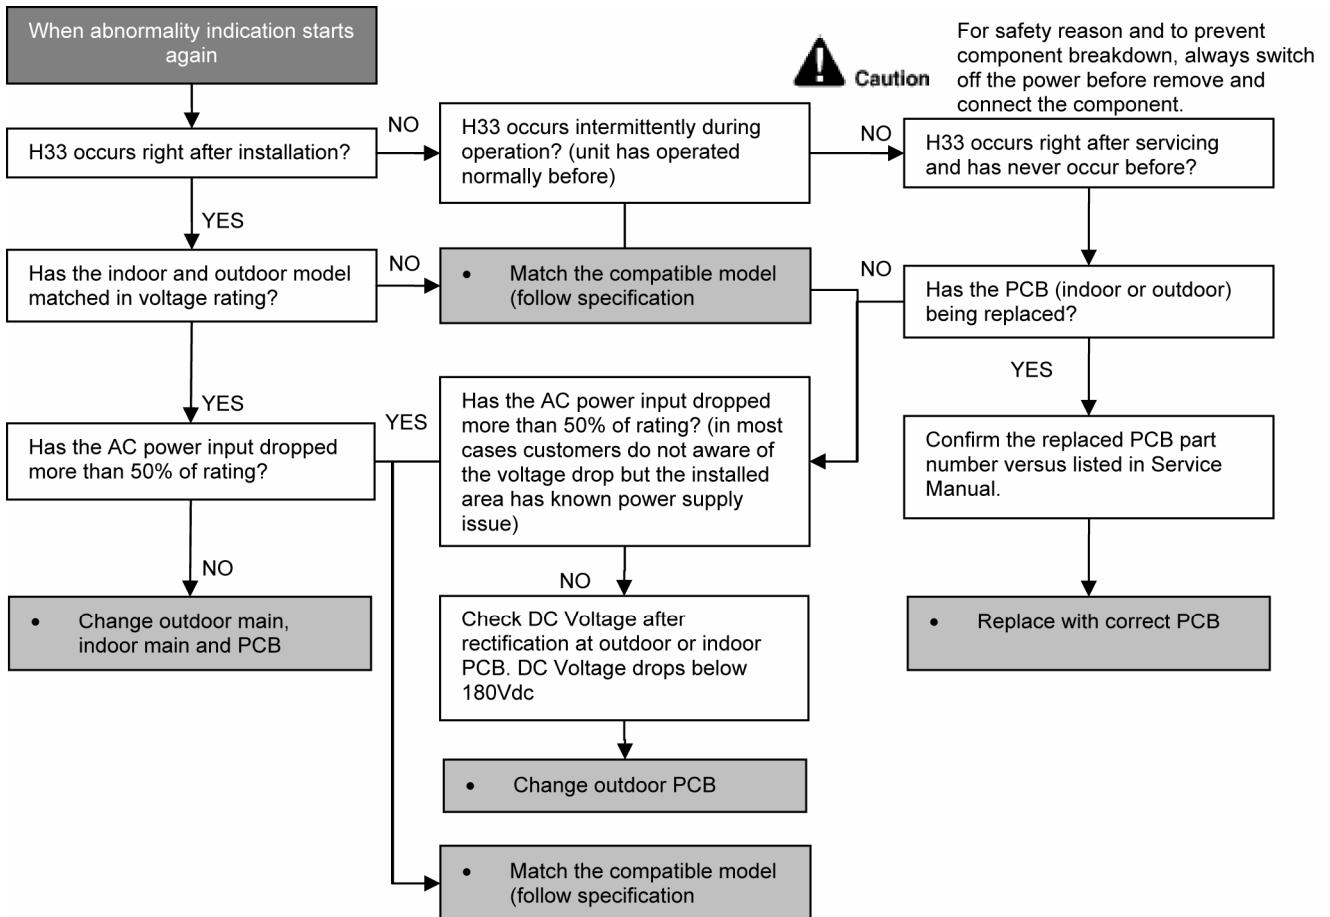 When abnormality indication starts
again
Caution
For safety reason and to prevent
component breakdown, always switch
off the power before remove and
connect the component.
H33 occurs right after installation?
NO
H33 occurs intermittently during
operation? (unit has operated
normally before)
NO
H33 occurs right after servicing
and has never occur before?
YES
Has the indoor and outdoor model
matched in voltage rating?
NO
• Match the compatible model
(follow specification
NO
Has the PCB (indoor or outdoor)
being replaced?
YES
YES
Has the AC power input dropped
more than 50% of rating?
YES
Has the AC power input dropped
more than 50% of rating? (in most
cases customers do not aware of
the voltage drop but the installed
area has known power supply
issue)
Confirm the replaced PCB part
number versus listed in Service
Manual.
NO
NO
• Change outdoor main,
indoor main and PCB
Check DC Voltage after
rectification at outdoor or indoor
PCB. DC Voltage drops below
180Vdc
• Replace with correct PCB
• Change outdoor PCB
• Match the compatible model
(follow specification